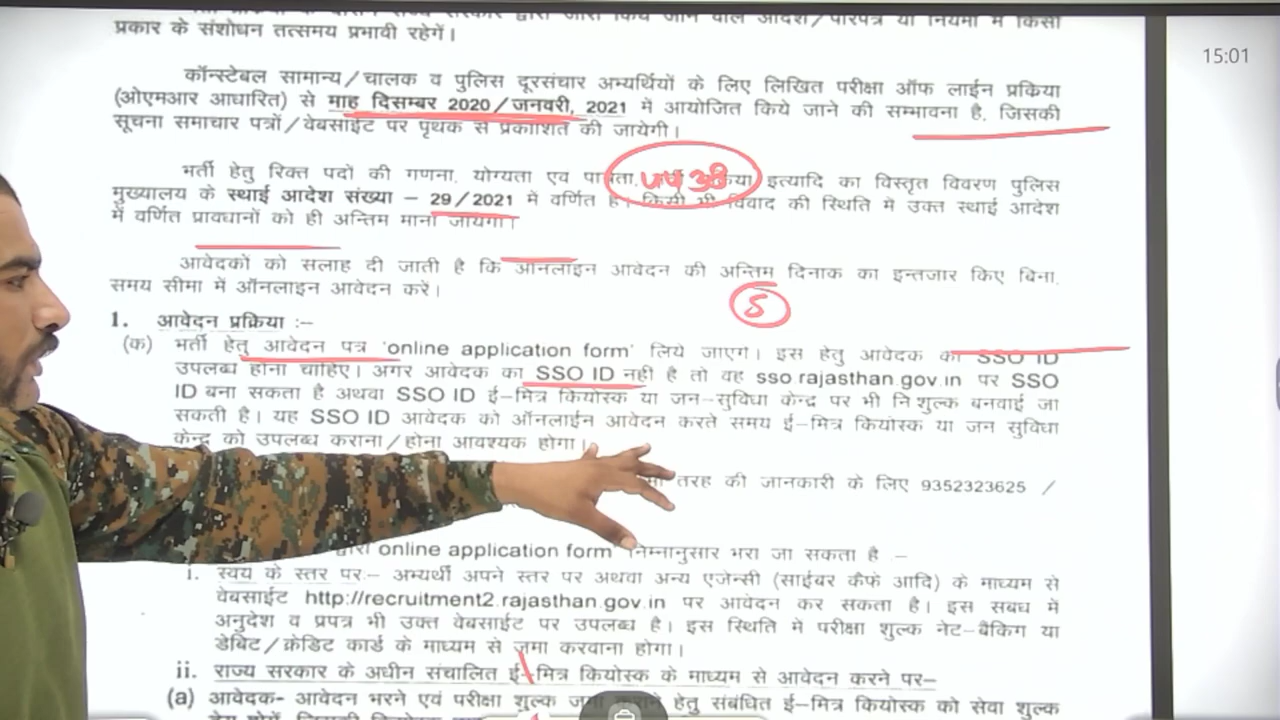 प्रकार के संशोधन तत्समय प्रभावी रहेगें।
15:01
कॉन्स्टेबल सामान्य/चालक व पुलिस दूरसंचार अभ्यर्थियों के लिए लिखित परीक्षा ऑफ लाईन प्रक्रिया
(ओएमआर आधारित) से माह दिसम्बर 2020/जनवरी, 2021 में आयोजित किये जाने की सम्भावना है, जिसकी
सूचना समाचार पत्रों/वेबसाईट पर पृथक से प्रकाशित की जायेगी।
भर्ती हेतु रिक्त पदों की गणना, योग्यता एवं इत्यादि का विस्तृत विवरण पुलिस
मुख्यालय के स्थाई आदेश संख्या – 29/2021 में वर्णित है। किसी भी विवाद की स्थिति मे उक्त स्थाई आदेश
में वर्णित प्रावधानों को ही अन्तिम माना जायेगा।
आवेदकों को सलाह दी जाती है कि ऑनलाइन आवेदन की अन्तिम दिनांक का इन्तजार किए बिना,
समय सीमा में ऑनलाइन आवेदन करें।
5
1. आवेदन प्रक्रिया :–
(क) भर्ती हेतु आवेदन पत्र 'online application form' लिये जाएगें। इस हेतु आवेदक का SSO ID
उपलब्ध होना चाहिए। अगर आवेदक का SSO ID नही है तो वह sso.rajasthan.gov.in पर SSO
ID बना सकता है अथवा SSO ID ई–मित्र कियोस्क या जन–सुविधा केन्द्र पर भी निशुल्क बनवाई जा
सकती है। यह SSO ID आवेदक को ऑनलाईन आवेदन करते समय ई–मित्र कियोस्क या जन सुविधा
केन्द्र को उपलब्ध कराना/होना आवश्यक होगा।
तरह की जानकारी के लिए 9352323625 /
द्वारा online application form' निम्नानुसार भरा जा सकता है –
i. स्वयं के स्तर पर:– अभ्यर्थी अपने स्तर पर अथवा अन्य एजेन्सी (साईबर कैफे आदि) के माध्यम से
वेबसाईट http://recruitment2.rajasthan.gov.in पर आवेदन कर सकता है। इस संबंध में
अनुदेश व प्रपत्र भी उक्त वेबसाईट पर उपलब्ध है। इस स्थिति में परीक्षा शुल्क नेट–बैंकिग या
डेबिट/क्रेडिट कार्ड के माध्यम से जमा करवाना होगा।
ii. राज्य सरकार के अधीन संचालित ई–मित्र कियोस्क के माध्यम से आवेदन करने पर–
(a) आवेदक- आवेदन भरने एवं परीक्षा शुल्क जमा कराने हेतु संबंधित ई–मित्र कियोस्क को सेवा शुल्क